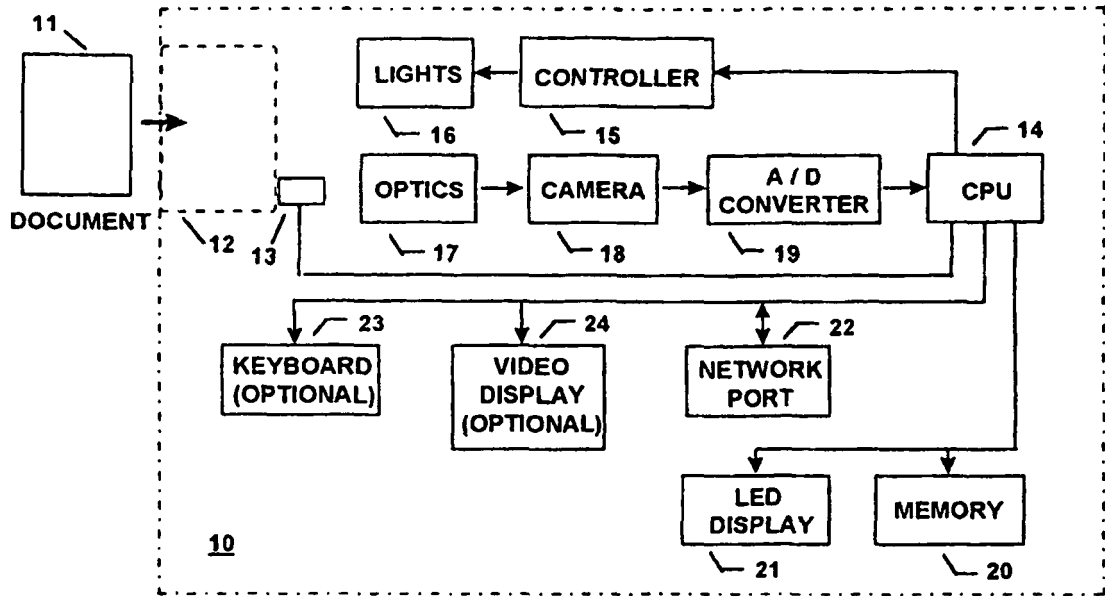 11
LIGHTS
CONTROLLER
16
15
14
OPTICS
CAMERA
A / D
CONVERTER
CPU
DOCUMENT
12
13
17
18
19
23
24
22
KEYBOARD
(OPTIONAL)
VIDEO
DISPLAY
(OPTIONAL)
NETWORK
PORT
LED
DISPLAY
MEMORY
10
21
20